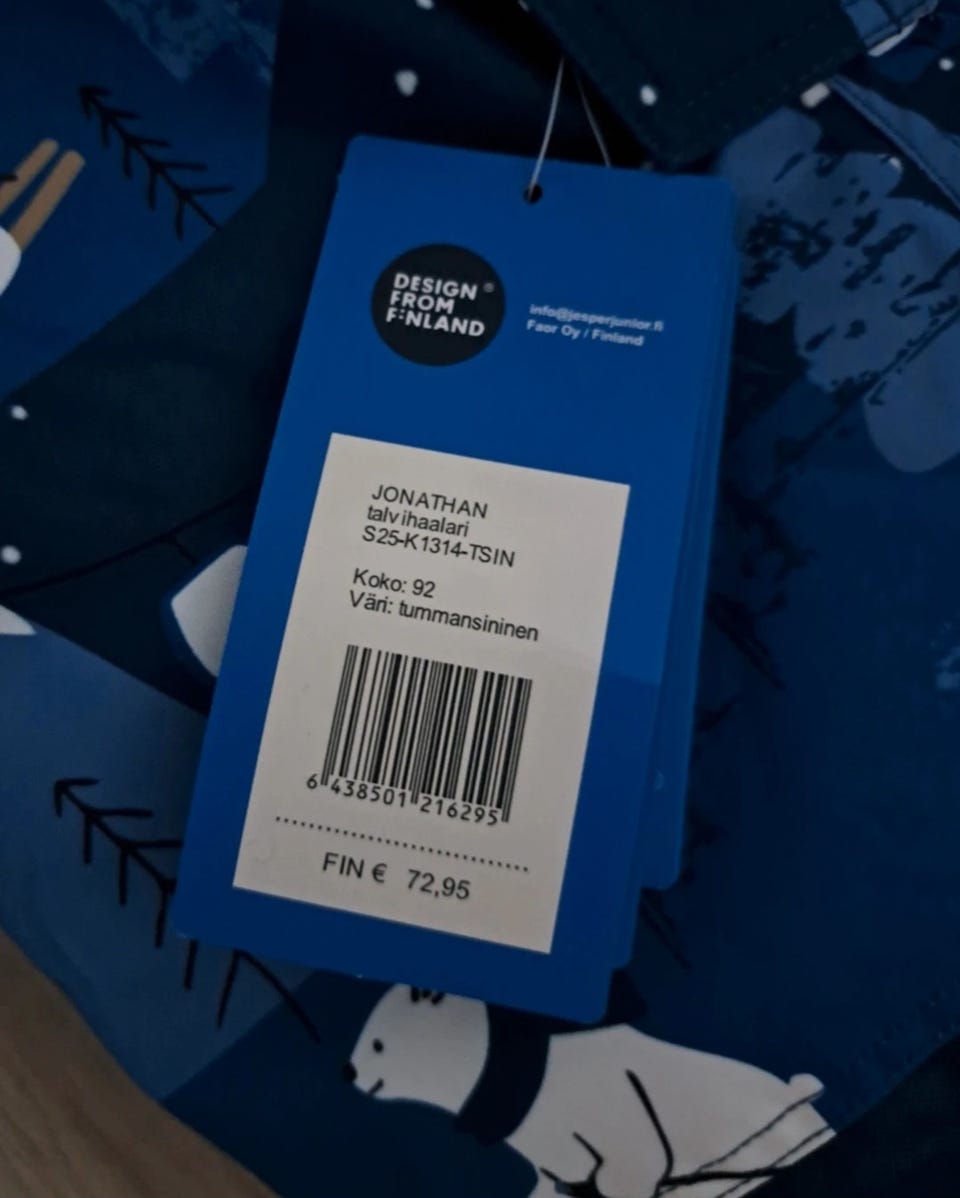 DESIGN ®
FROM
FINLAND
info@jesperjunior.fi
Faor Oy / Finland
JONATHAN
talvihaalari
S25-K1314-TSIN
Koko: 92
Väri: tummansininen
6 438501 216295
FIN € 72,95